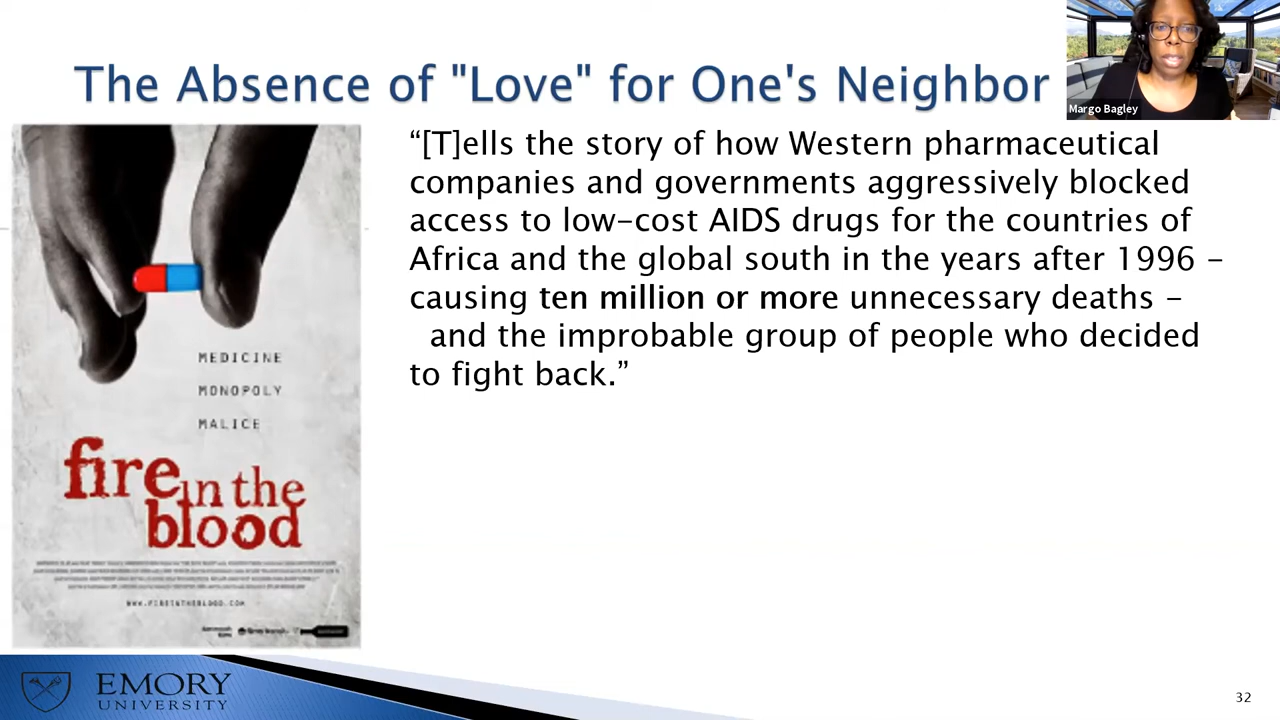 The Absence of "Love" for One's Neighbor
Margo Bagley
“[T]ells the story of how Western pharmaceutical
companies and governments aggressively blocked
access to low-cost AIDS drugs for the countries of
Africa and the global south in the years after 1996 –
causing ten million or more unnecessary deaths –
and the improbable group of people who decided
to fight back.”
MEDICINE
MONOPOLY
MALICE
fire in the
blood
WWW.FIREINTHEBLOOD.COM
EMORY
UNIVERSITY
32